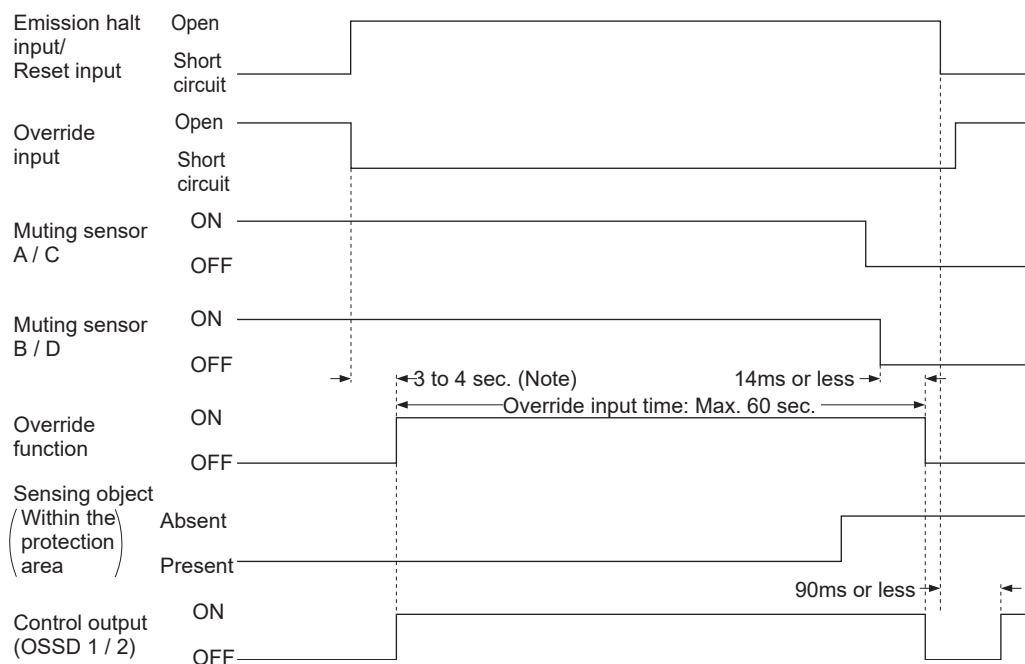 Emission halt
input/
Reset input
Open
Short
circuit
Override
input
Open
Short
circuit
Muting sensor
A / C
ON
OFF
Muting sensor
B / D
ON
OFF
3 to 4 sec. (Note)
14ms or less
Override input time: Max. 60 sec.
Override
function
ON
OFF
Sensing object
(Within the
protection
area)
Absent
Present
90ms or less
Control output
(OSSD 1 / 2)
ON
OFF